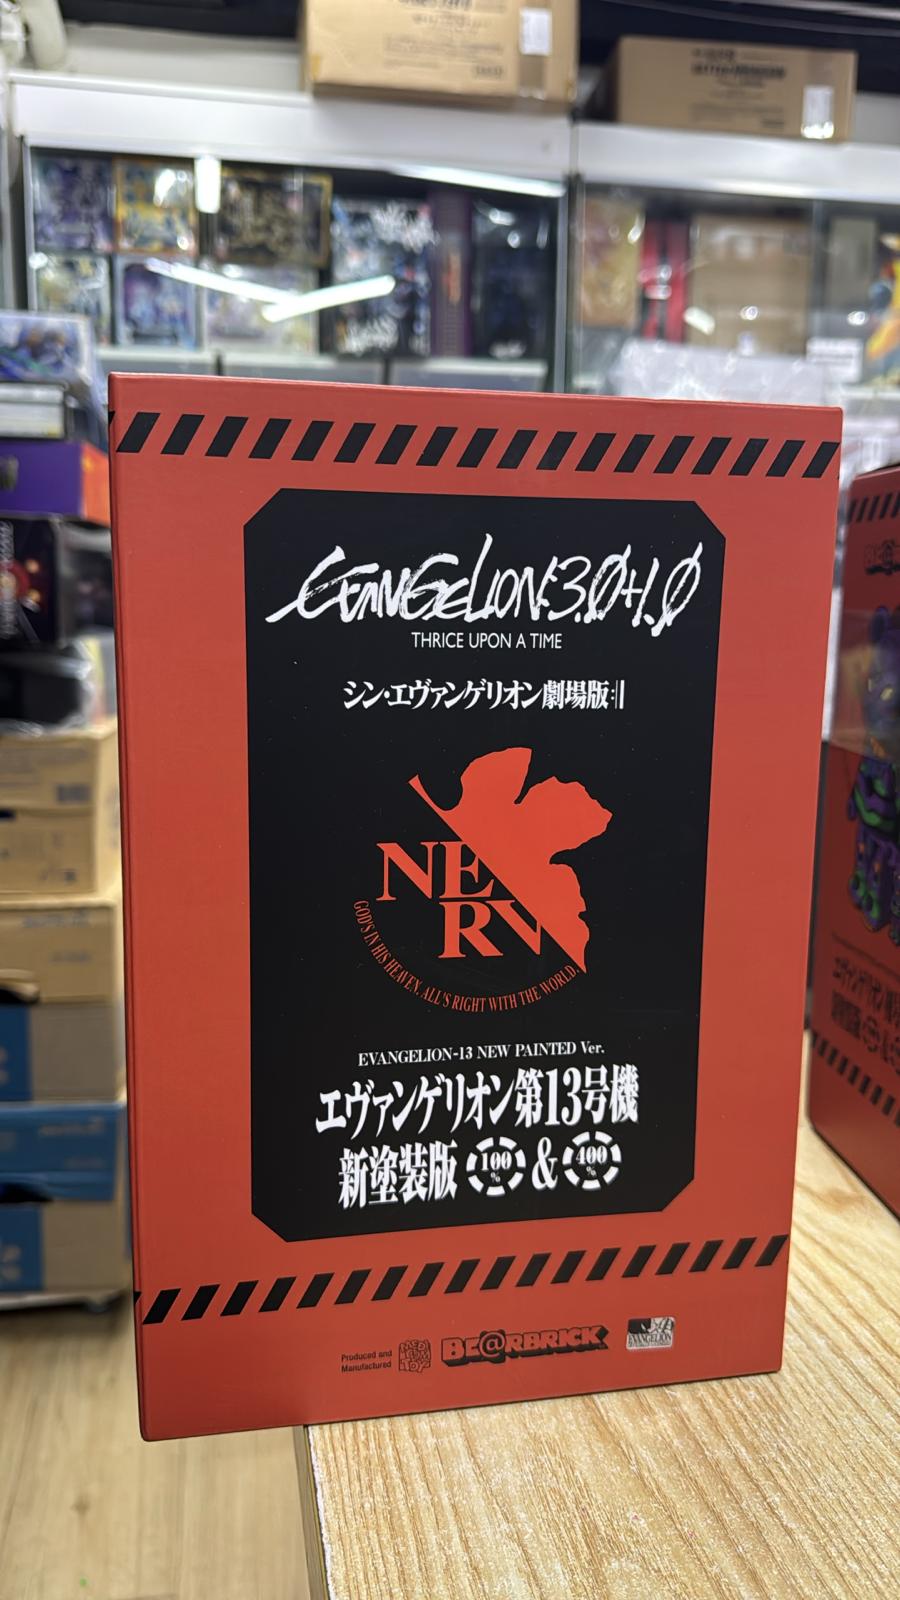 EVANGELION:3.0+1.0
THRICE UPON A TIME
シン・エヴァンゲリオン劇場版:||
NERV
GOD'S IN HIS HEAVEN, ALL'S RIGHT WITH THE WORLD.
EVANGELION-13 NEW PAINTED Ver.
エヴァンゲリオン第13号機
新塗装版 100% & 400%
Produced and
Manufactured
MEDICOM TOY
BE@RBRICK
EVANGELION